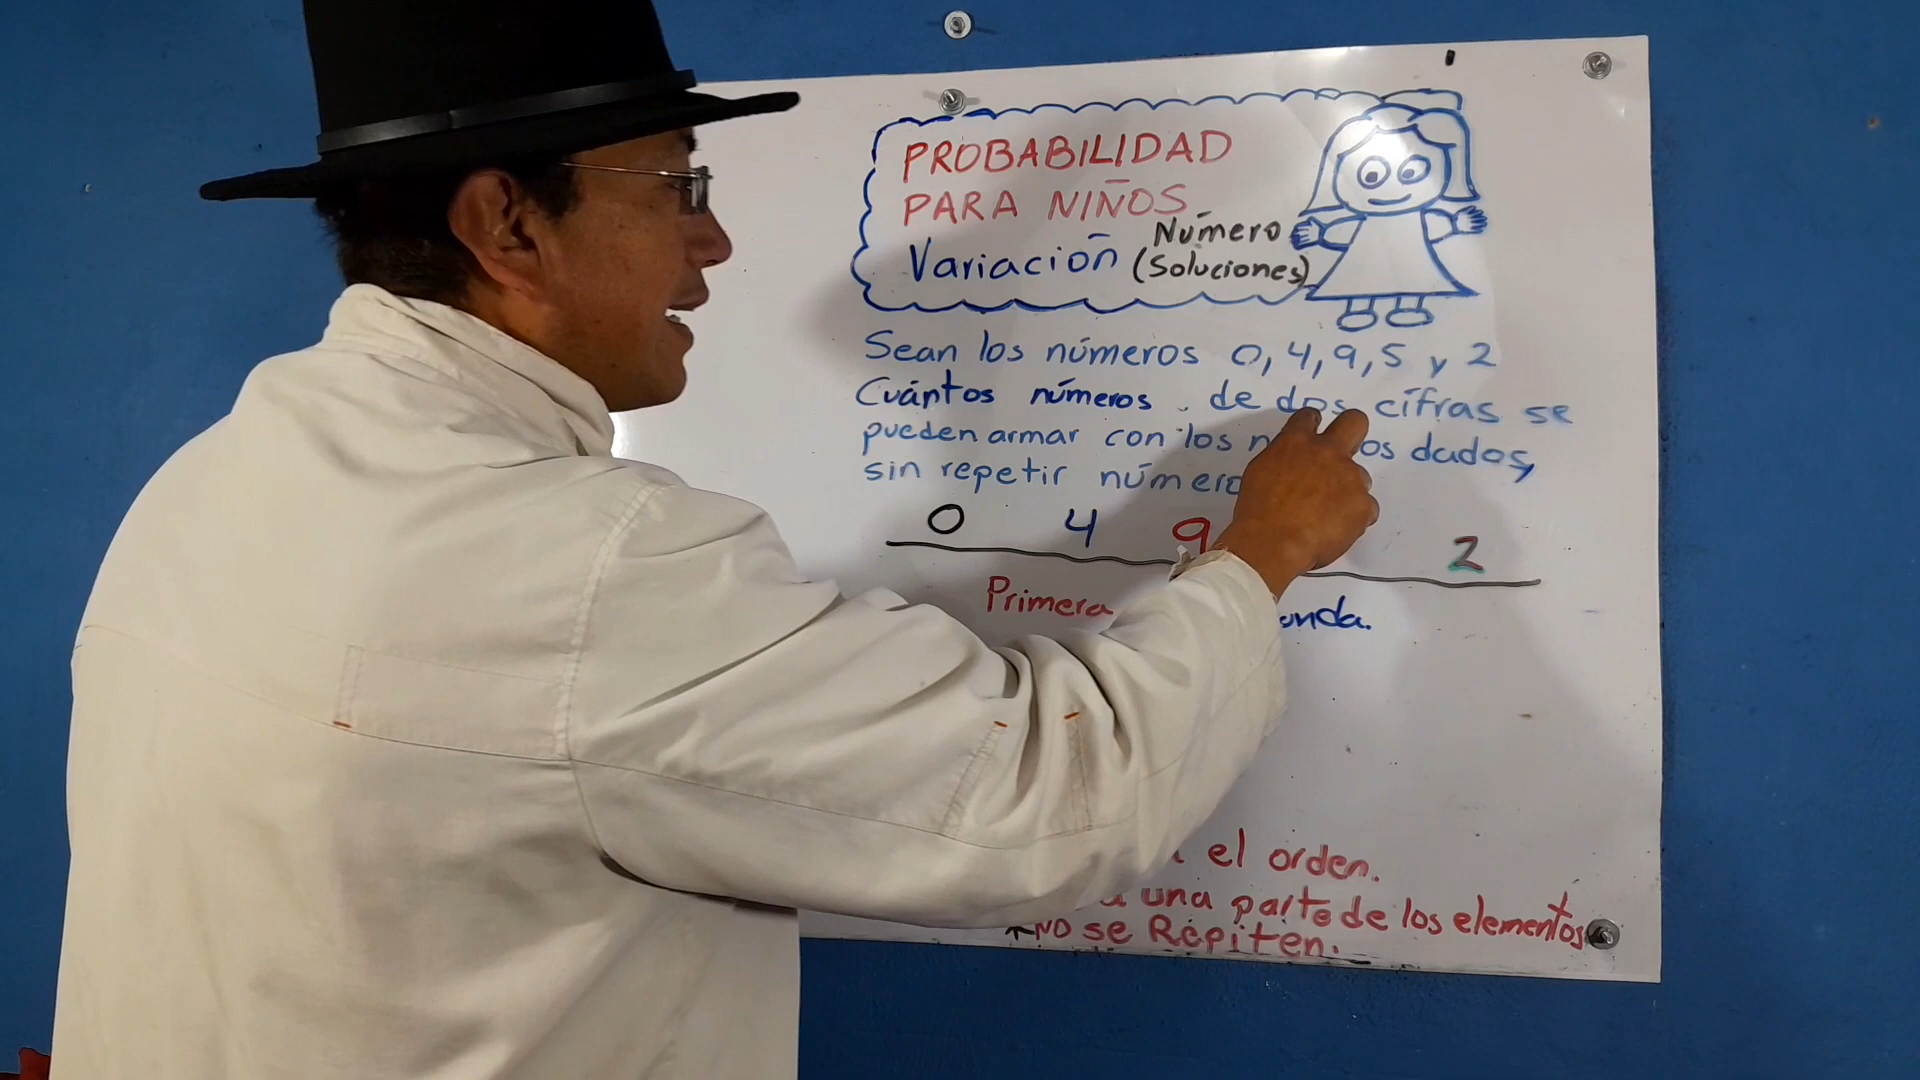 PROBABILIDAD
PARA NIÑOS
Variación (Número
Soluciones)
Sean los números 0, 4, 9, 5 y 2
Cuántos números de dos cifras se
pueden armar con los dados,
sin repetir
0 4 9 2
Primera
el orden.
una parte de los elementos
NO se Repiten.